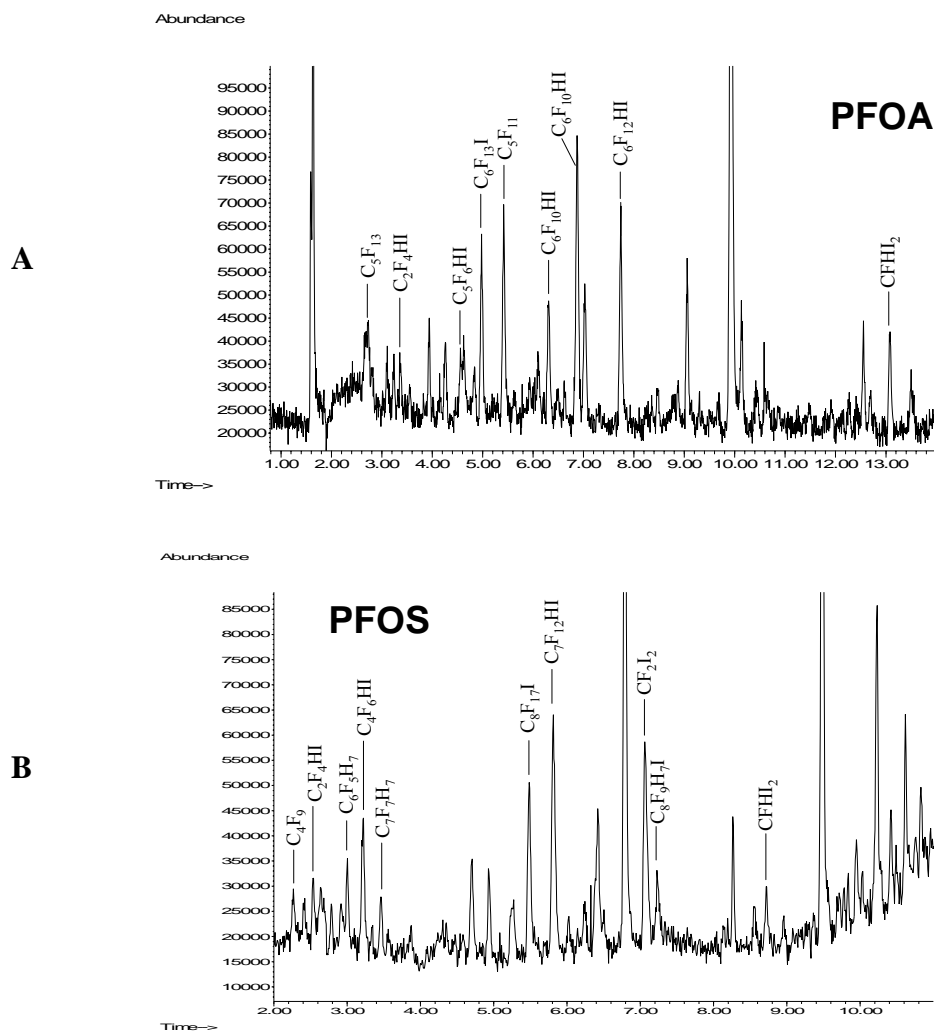 Abundance
95000
90000
85000
80000
75000
70000
65000
60000
55000
50000
45000
40000
35000
30000
25000
20000
A
PFOA
C₅F₁₃
C₂F₄HI
C₅F₆HI
C₆F₁₃I
C₅F₁₁
C₆F₁₀HI
C₆F₁₀HI
C₆F₁₂HI
CFHI₂
1.00 2.00 3.00 4.00 5.00 6.00 7.00 8.00 9.00 10.00 11.00 12.00 13.00
Time-->
Abundance
85000
80000
75000
70000
65000
60000
55000
50000
45000
40000
35000
30000
25000
20000
15000
10000
B
PFOS
C₄F₉
C₂F₄HI
C₆F₅H₇
C₄F₆HI
C₇F₇H₇
C₈F₁₇I
C₇F₁₂HI
CF₂I₂
C₈F₉H₇I
CFHI₂
2.00 3.00 4.00 5.00 6.00 7.00 8.00 9.00 10.00
Time-->